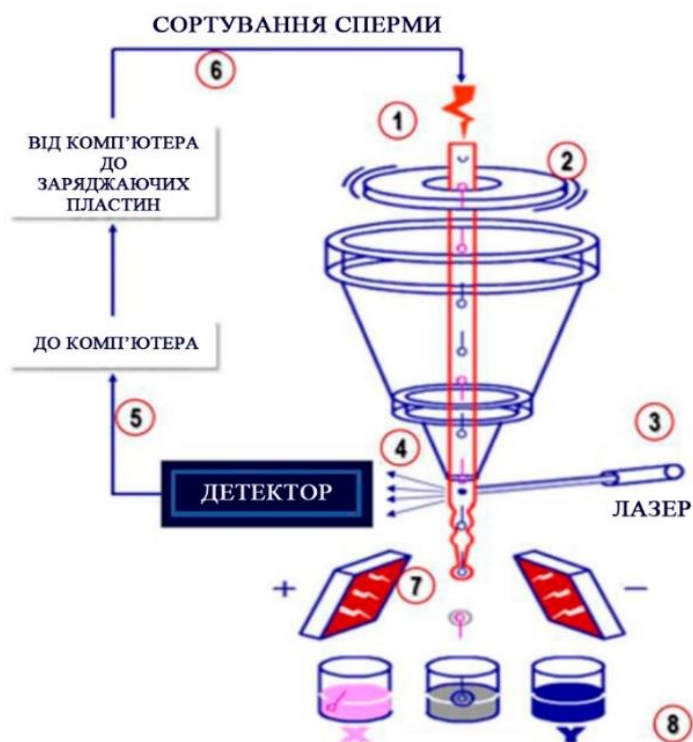 СОРТУВАННЯ СПЕРМИ
6
1
2
ВІД КОМП’ЮТЕРА
ДО
ЗАРЯДЖАЮЧИХ
ПЛАСТИН
ДО КОМП’ЮТЕРА
5
4
3
ДЕТЕКТОР
ЛАЗЕР
+
7
−
8
X
Y